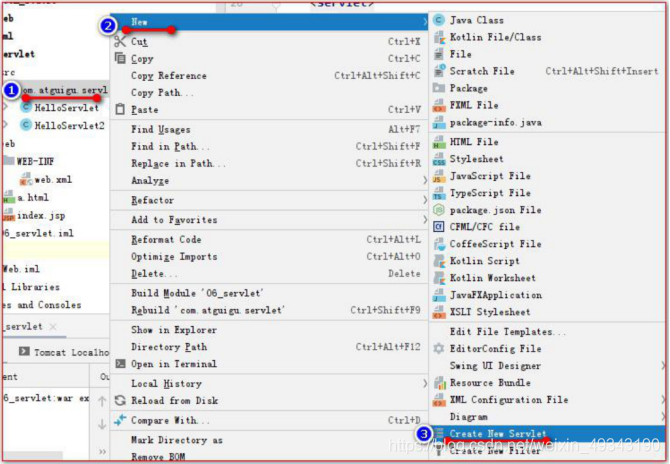 <servlet>
eb
ml
ervlet
src
1
com.atguigu.servl
HelloServlet
HelloServlet2
eb
WEB-INF
web.xml
a.html
index.jsp
06_servlet.iml
Web.iml
l Libraries
es and Consoles
_servlet
Tomcat Localho
ent
Ou
06_servlet:war ex
2
New
Cut Ctrl+X
Copy Ctrl+C
Copy Reference Ctrl+Alt+Shift+C
Copy Path...
Paste Ctrl+V
Find Usages Alt+F7
Find in Path... Ctrl+Shift+F
Replace in Path... Ctrl+Shift+R
Analyze
Refactor
Add to Favorites
Reformat Code Ctrl+Alt+L
Optimize Imports Ctrl+Alt+O
Delete... Delete
Build Module '06_servlet'
Rebuild 'com.atguigu.servlet' Ctrl+Shift+F9
Show in Explorer
Directory Path Ctrl+Alt+F12
Open in Terminal
Local History
Reload from Disk
Compare With... Ctrl+D
Mark Directory as
Remove BOM
Java Class
Kotlin File/Class
File
Scratch File Ctrl+Alt+Shift+Insert
Package
FXML File
package-info.java
HTML File
Stylesheet
JavaScript File
TypeScript File
package.json File
CFML/CFC file
CoffeeScript File
Kotlin Script
Kotlin Worksheet
JavaFXApplication
XSLT Stylesheet
Edit File Templates...
EditorConfig File
Swing UI Designer
Resource Bundle
XML Configuration File
Diagram
3
Create New Servlet
Create New Filter
https://blog.csdn.net/weixin_49343190